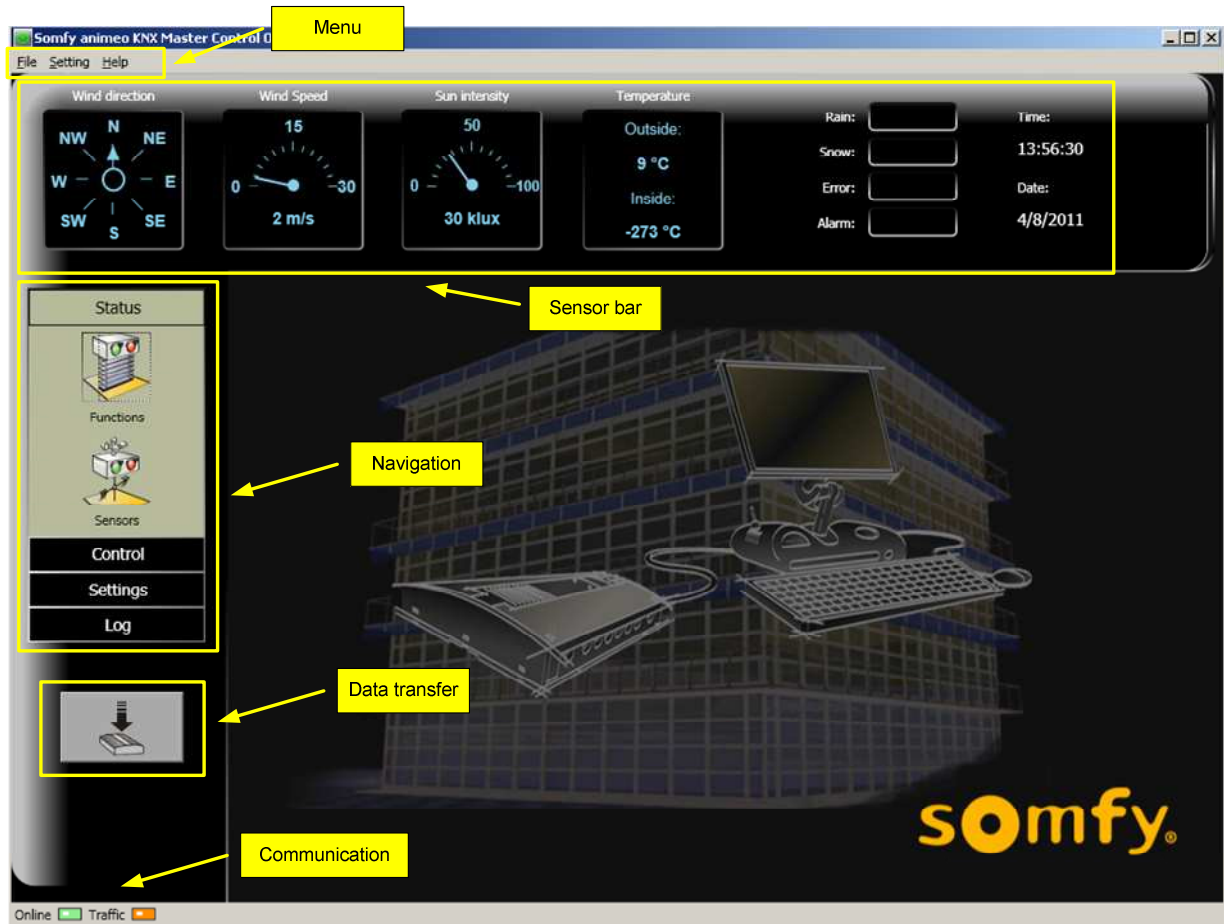 Menu
Somfy animeo KNX Master Control
File Setting Help
Wind direction
N
NW NE
W E
SW SE
S
Wind Speed
15
0 30
2 m/s
Sun intensity
50
0 100
30 klux
Temperature
Outside:
9 °C
Inside:
-273 °C
Rain:
Snow:
Error:
Alarm:
Time:
13:56:30
Date:
4/8/2011
Sensor bar
Status
Functions
Sensors
Control
Settings
Log
Navigation
Data transfer
somfy®
Communication
Online Traffic